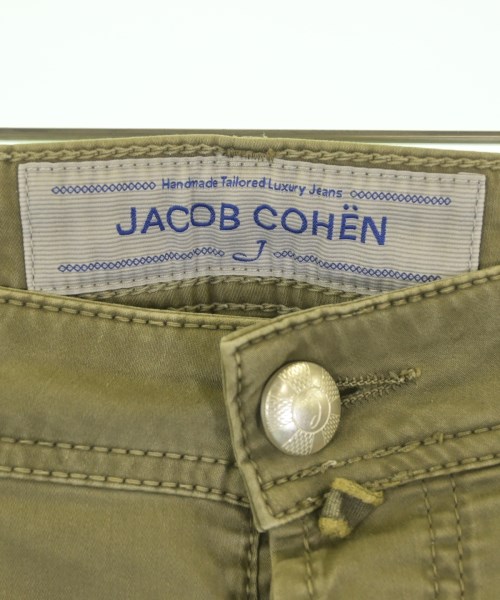 Handmade Tailored Luxury Jeans
JACOB COHËN
J